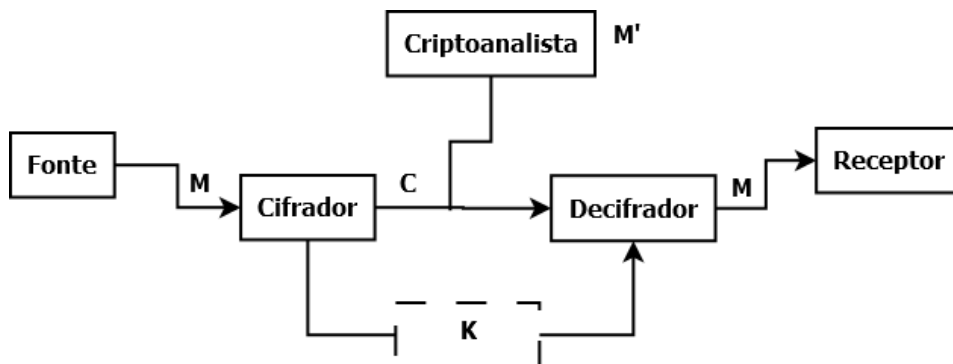 Criptoanalista
M'
Fonte
M
Cifrador
C
Decifrador
M
Receptor
K